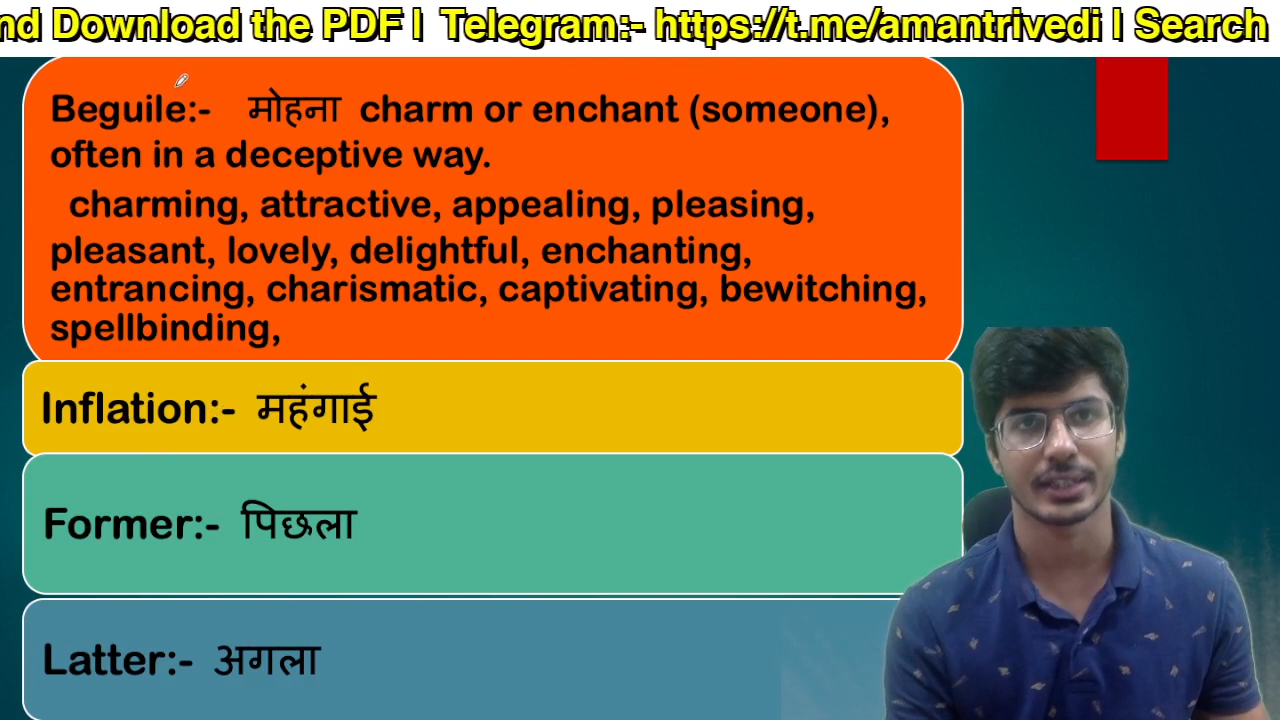 nd Download the PDF I Telegram:- https://t.me/amantrivedi I Search
Beguile:- मोहना charm or enchant (someone),
often in a deceptive way.
charming, attractive, appealing, pleasing,
pleasant, lovely, delightful, enchanting,
entrancing, charismatic, captivating, bewitching,
spellbinding,
Inflation:- महंगाई
Former:- पिछला
Latter:- अगला